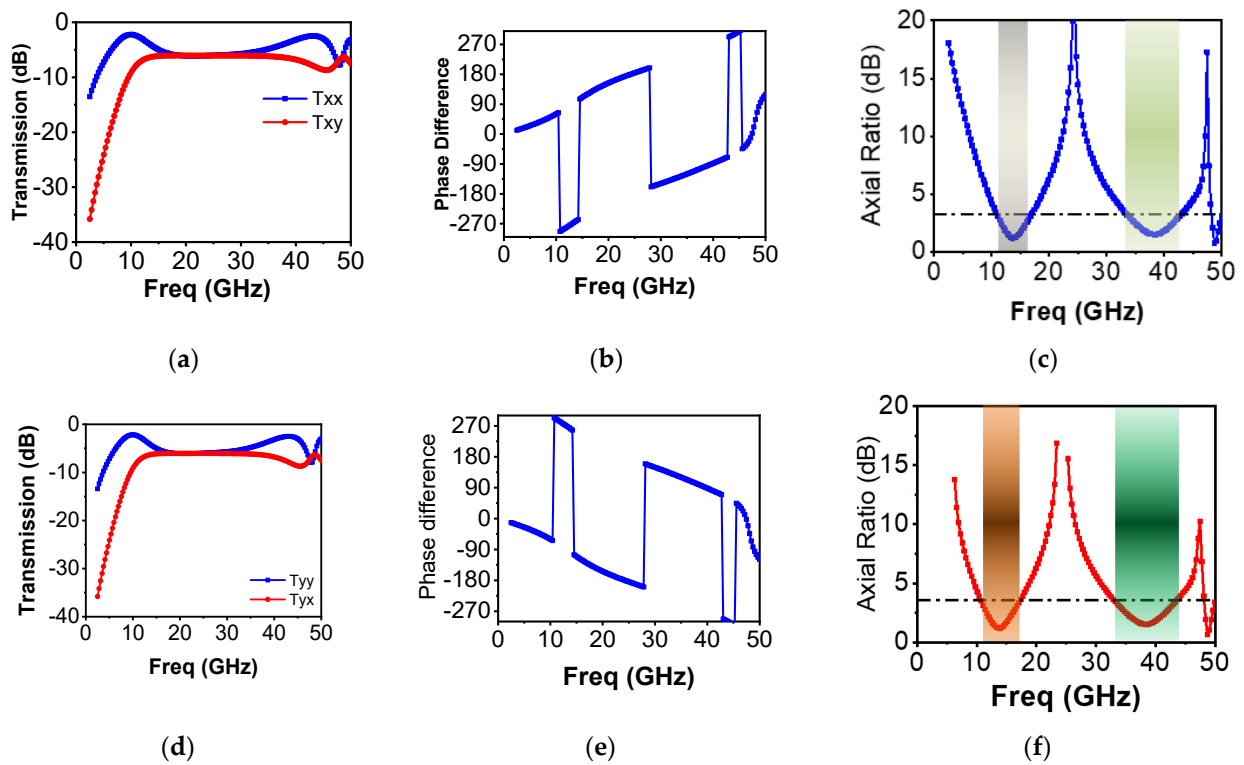 Transmission (dB)
0
-10
-20
-30
-40
Txx
Txy
0 10 20 30 40 50
Freq (GHz)
(a)
Phase Difference
270
180
90
0
-90
-180
-270
0 10 20 30 40 50
Freq (GHz)
(b)
Axial Ratio (dB)
20
15
10
5
0
0 10 20 30 40 50
Freq (GHz)
(c)
Transmission (dB)
0
-10
-20
-30
-40
Tyy
Tyx
0 10 20 30 40 50
Freq (GHz)
(d)
Phase difference
270
180
90
0
-90
-180
-270
0 10 20 30 40 50
Freq (GHz)
(e)
Axial Ratio (dB)
20
15
10
5
0
0 10 20 30 40 50
Freq (GHz)
(f)